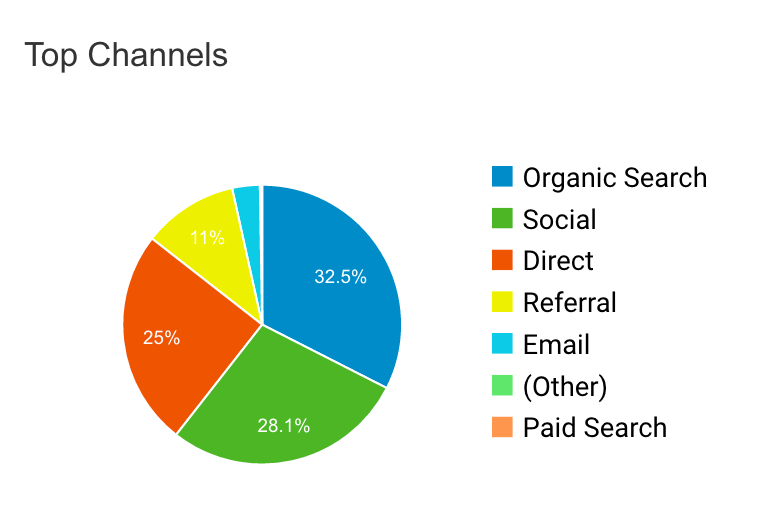 Top Channels
11%
32.5%
25%
28.1%
Organic Search
Social
Direct
Referral
Email
(Other)
Paid Search